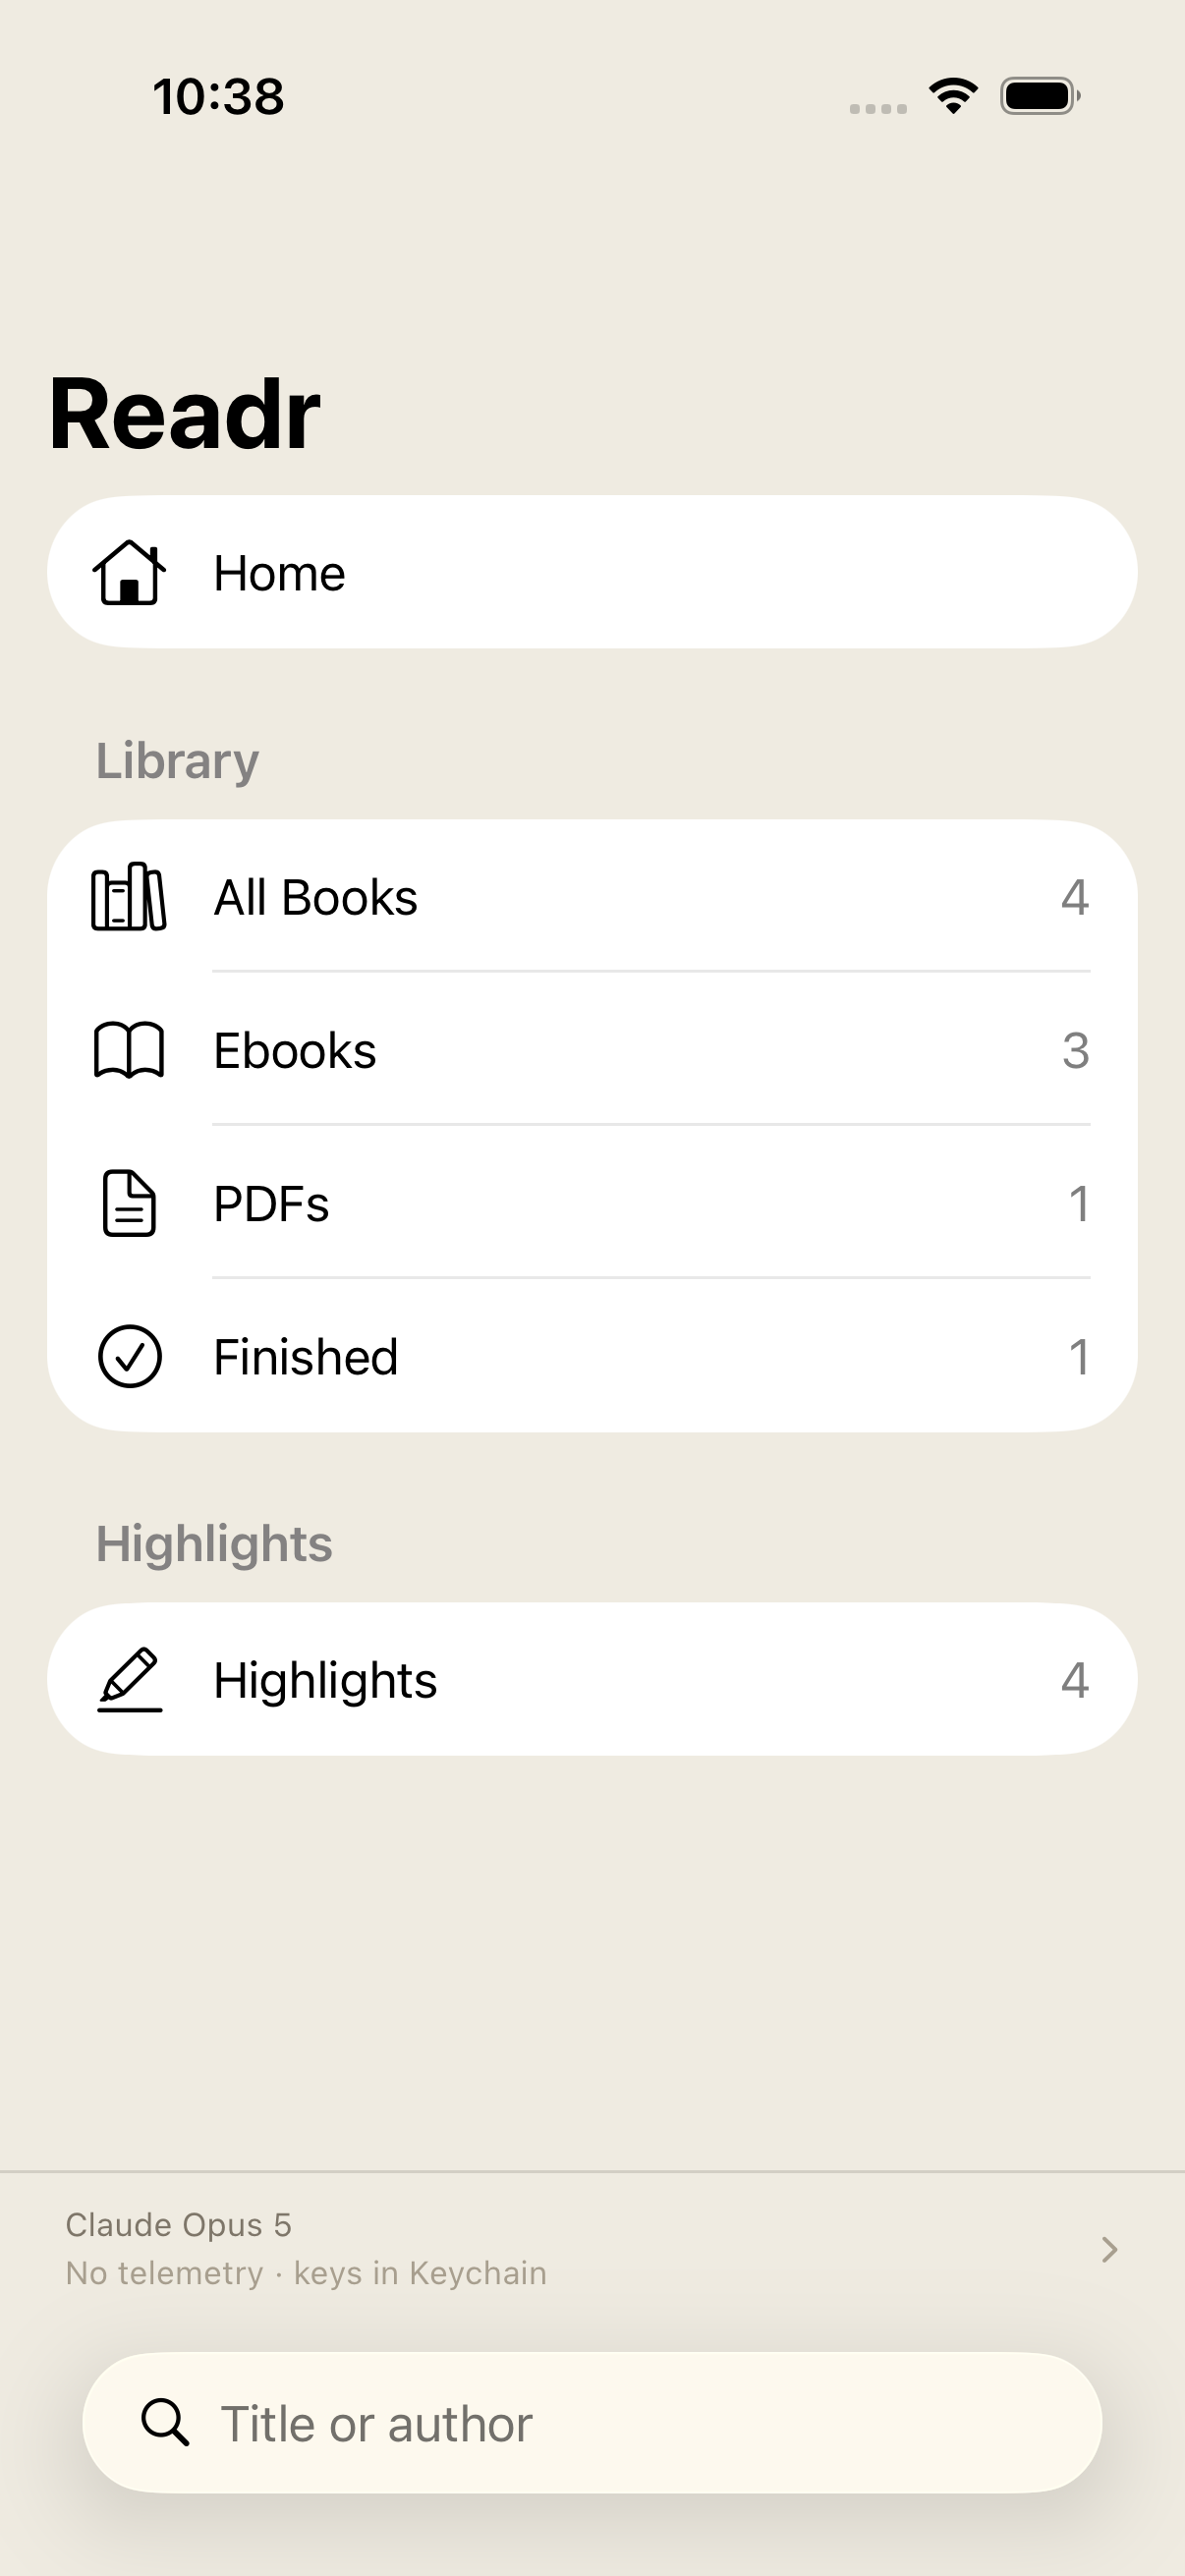 10:38
Readr
Home
Library
All Books 4
Ebooks 3
PDFs 1
Finished 1
Highlights
Highlights 4
Claude Opus 5
No telemetry · keys in Keychain
Title or author